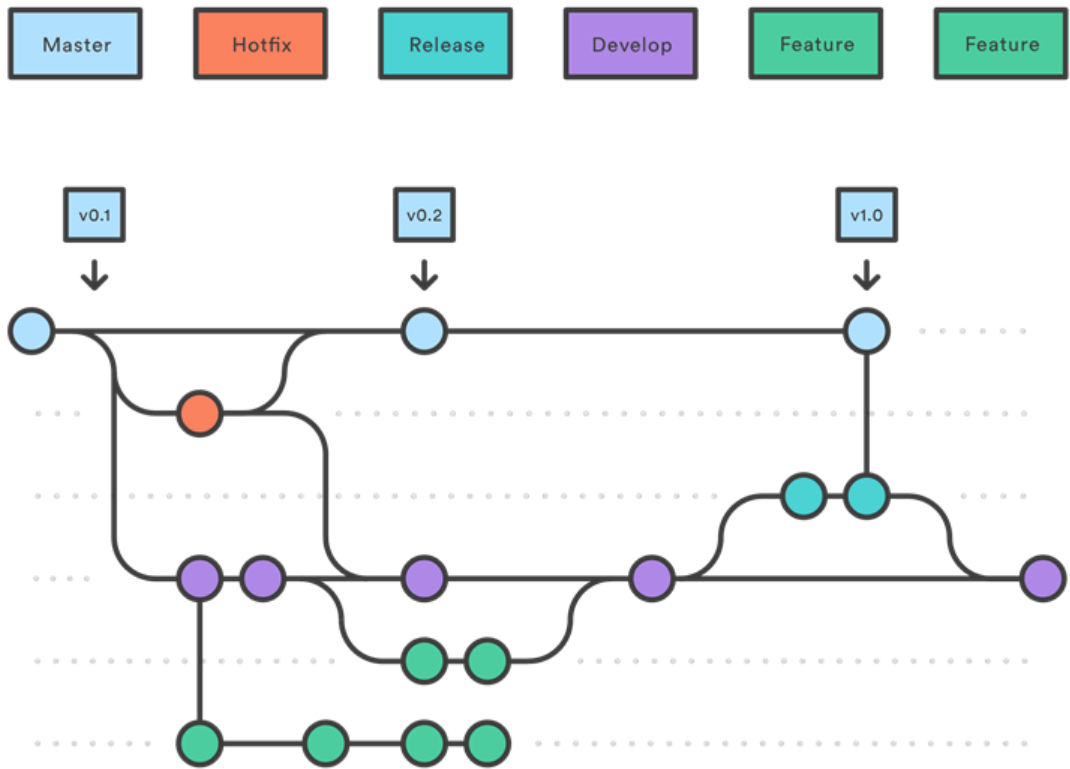 Master
Hotfix
Release
Develop
Feature
Feature
v0.1
v0.2
v1.0